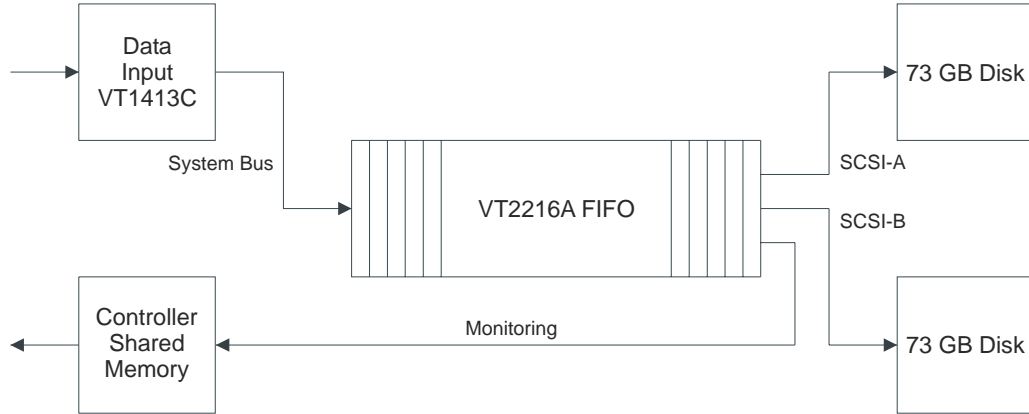 Data
Input
VT1413C
73 GB Disk
System Bus
SCSI-A
VT2216A FIFO
SCSI-B
Controller
Shared
Memory
Monitoring
73 GB Disk